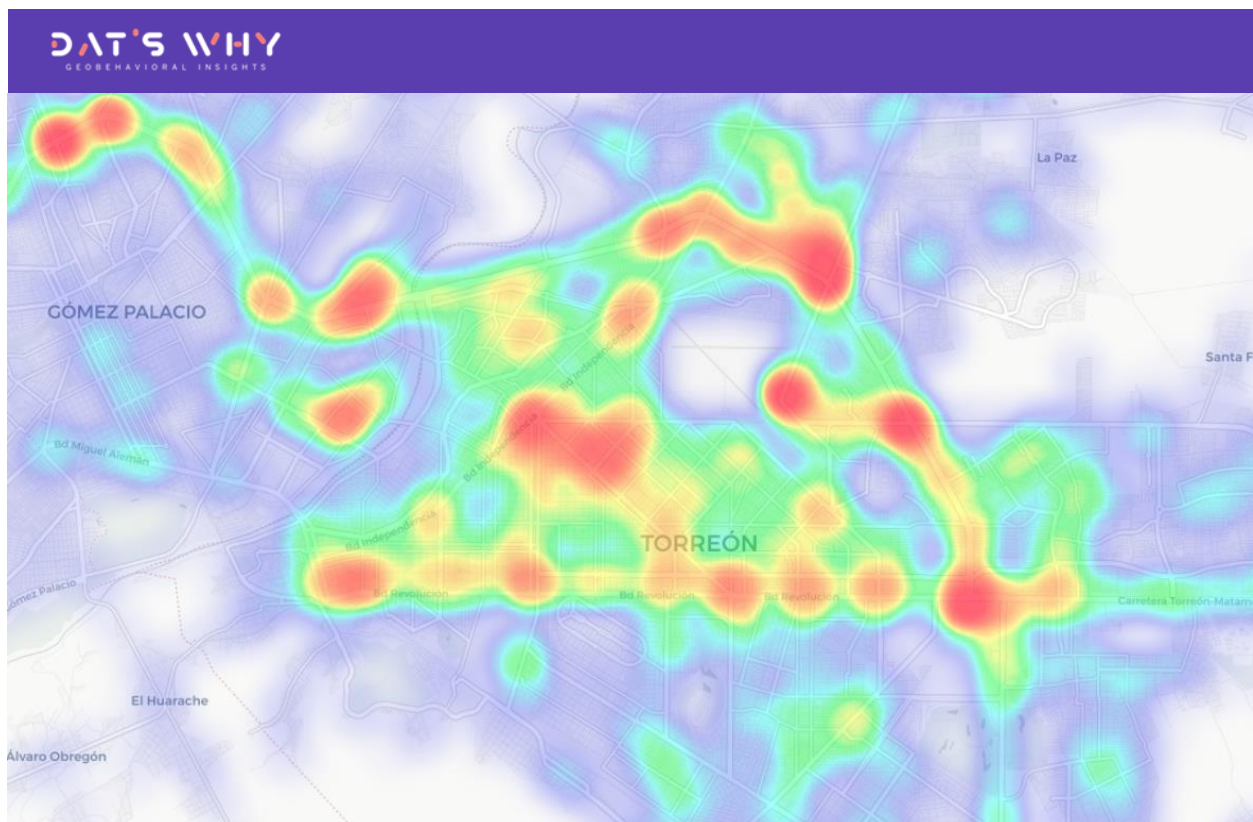 DAT'S WHY
GEOBEHAVIORAL INSIGHTS
La Paz
GÓMEZ PALACIO
Bd Independencia
Santa F
Bd Independencia
Bd Miguel Alemán
Bd Independencia
TORREÓN
Gómez Palacio
Bd Revolución
Bd Revolución
Bd Revolución
Carretera Torreón-Matam
El Huarache
Álvaro Obregón